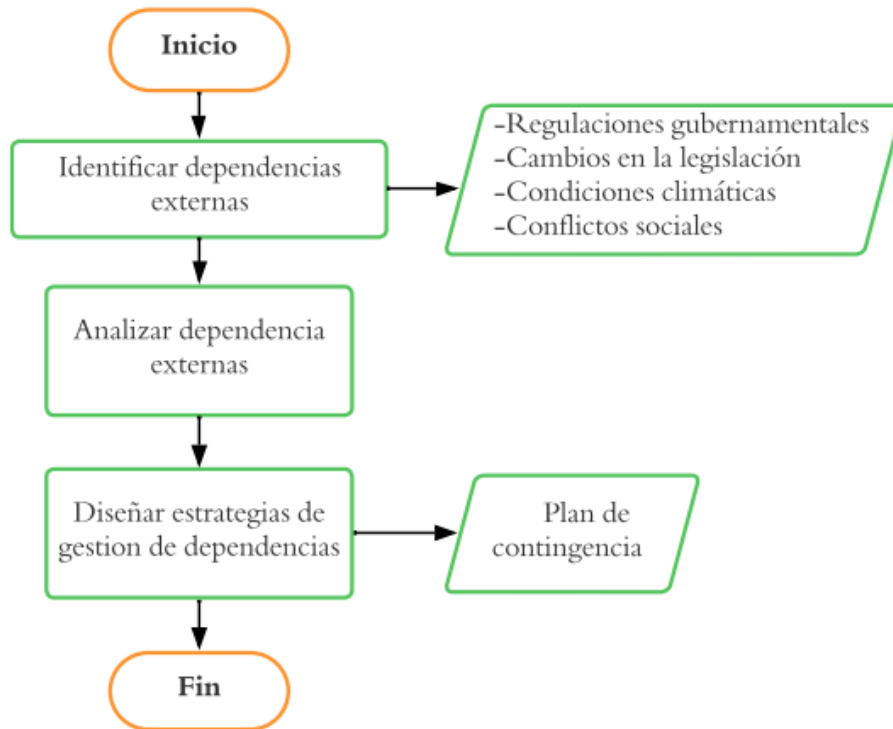 Inicio
Identificar dependencias
externas
-Regulaciones gubernamentales
-Cambios en la legislación
-Condiciones climáticas
-Conflictos sociales
Analizar dependencia
externas
Diseñar estrategias de
gestion de dependencias
Plan de
contingencia
Fin